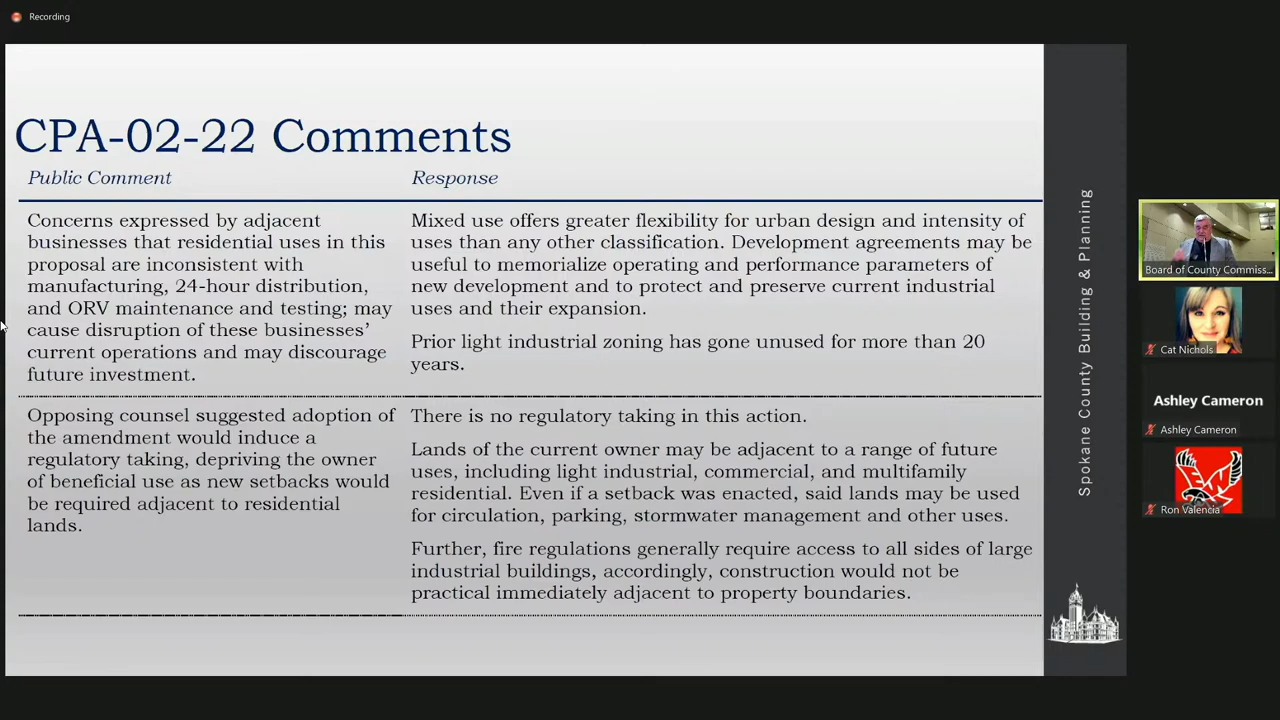 Recording
CPA-02-22 Comments
Public Comment
Response
Concerns expressed by adjacent
businesses that residential uses in this
proposal are inconsistent with
manufacturing, 24-hour distribution,
and ORV maintenance and testing; may
cause disruption of these businesses'
current operations and may discourage
future investment.
Mixed use offers greater flexibility for urban design and intensity of
uses than any other classification. Development agreements may be
useful to memorialize operating and performance parameters of
new development and to protect and preserve current industrial
uses and their expansion.
Prior light industrial zoning has gone unused for more than 20
years.
Opposing counsel suggested adoption of
the amendment would induce a
regulatory taking, depriving the owner
of beneficial use as new setbacks would
be required adjacent to residential
lands.
There is no regulatory taking in this action.
Lands of the current owner may be adjacent to a range of future
uses, including light industrial, commercial, and multifamily
residential. Even if a setback was enacted, said lands may be used
for circulation, parking, stormwater management and other uses.
Further, fire regulations generally require access to all sides of large
industrial buildings, accordingly, construction would not be
practical immediately adjacent to property boundaries.
Spokane County Building & Planning
Board of County Commiss...
Cat Nichols
Ashley Cameron
Ashley Cameron
Ron Valencia